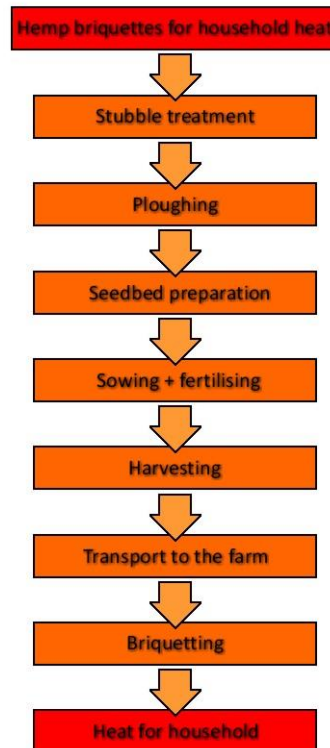 Hemp briquettes for household heat
Stubble treatment
Ploughing
Seedbed preparation
Sowing + fertilising
Harvesting
Transport to the farm
Briquetting
Heat for household